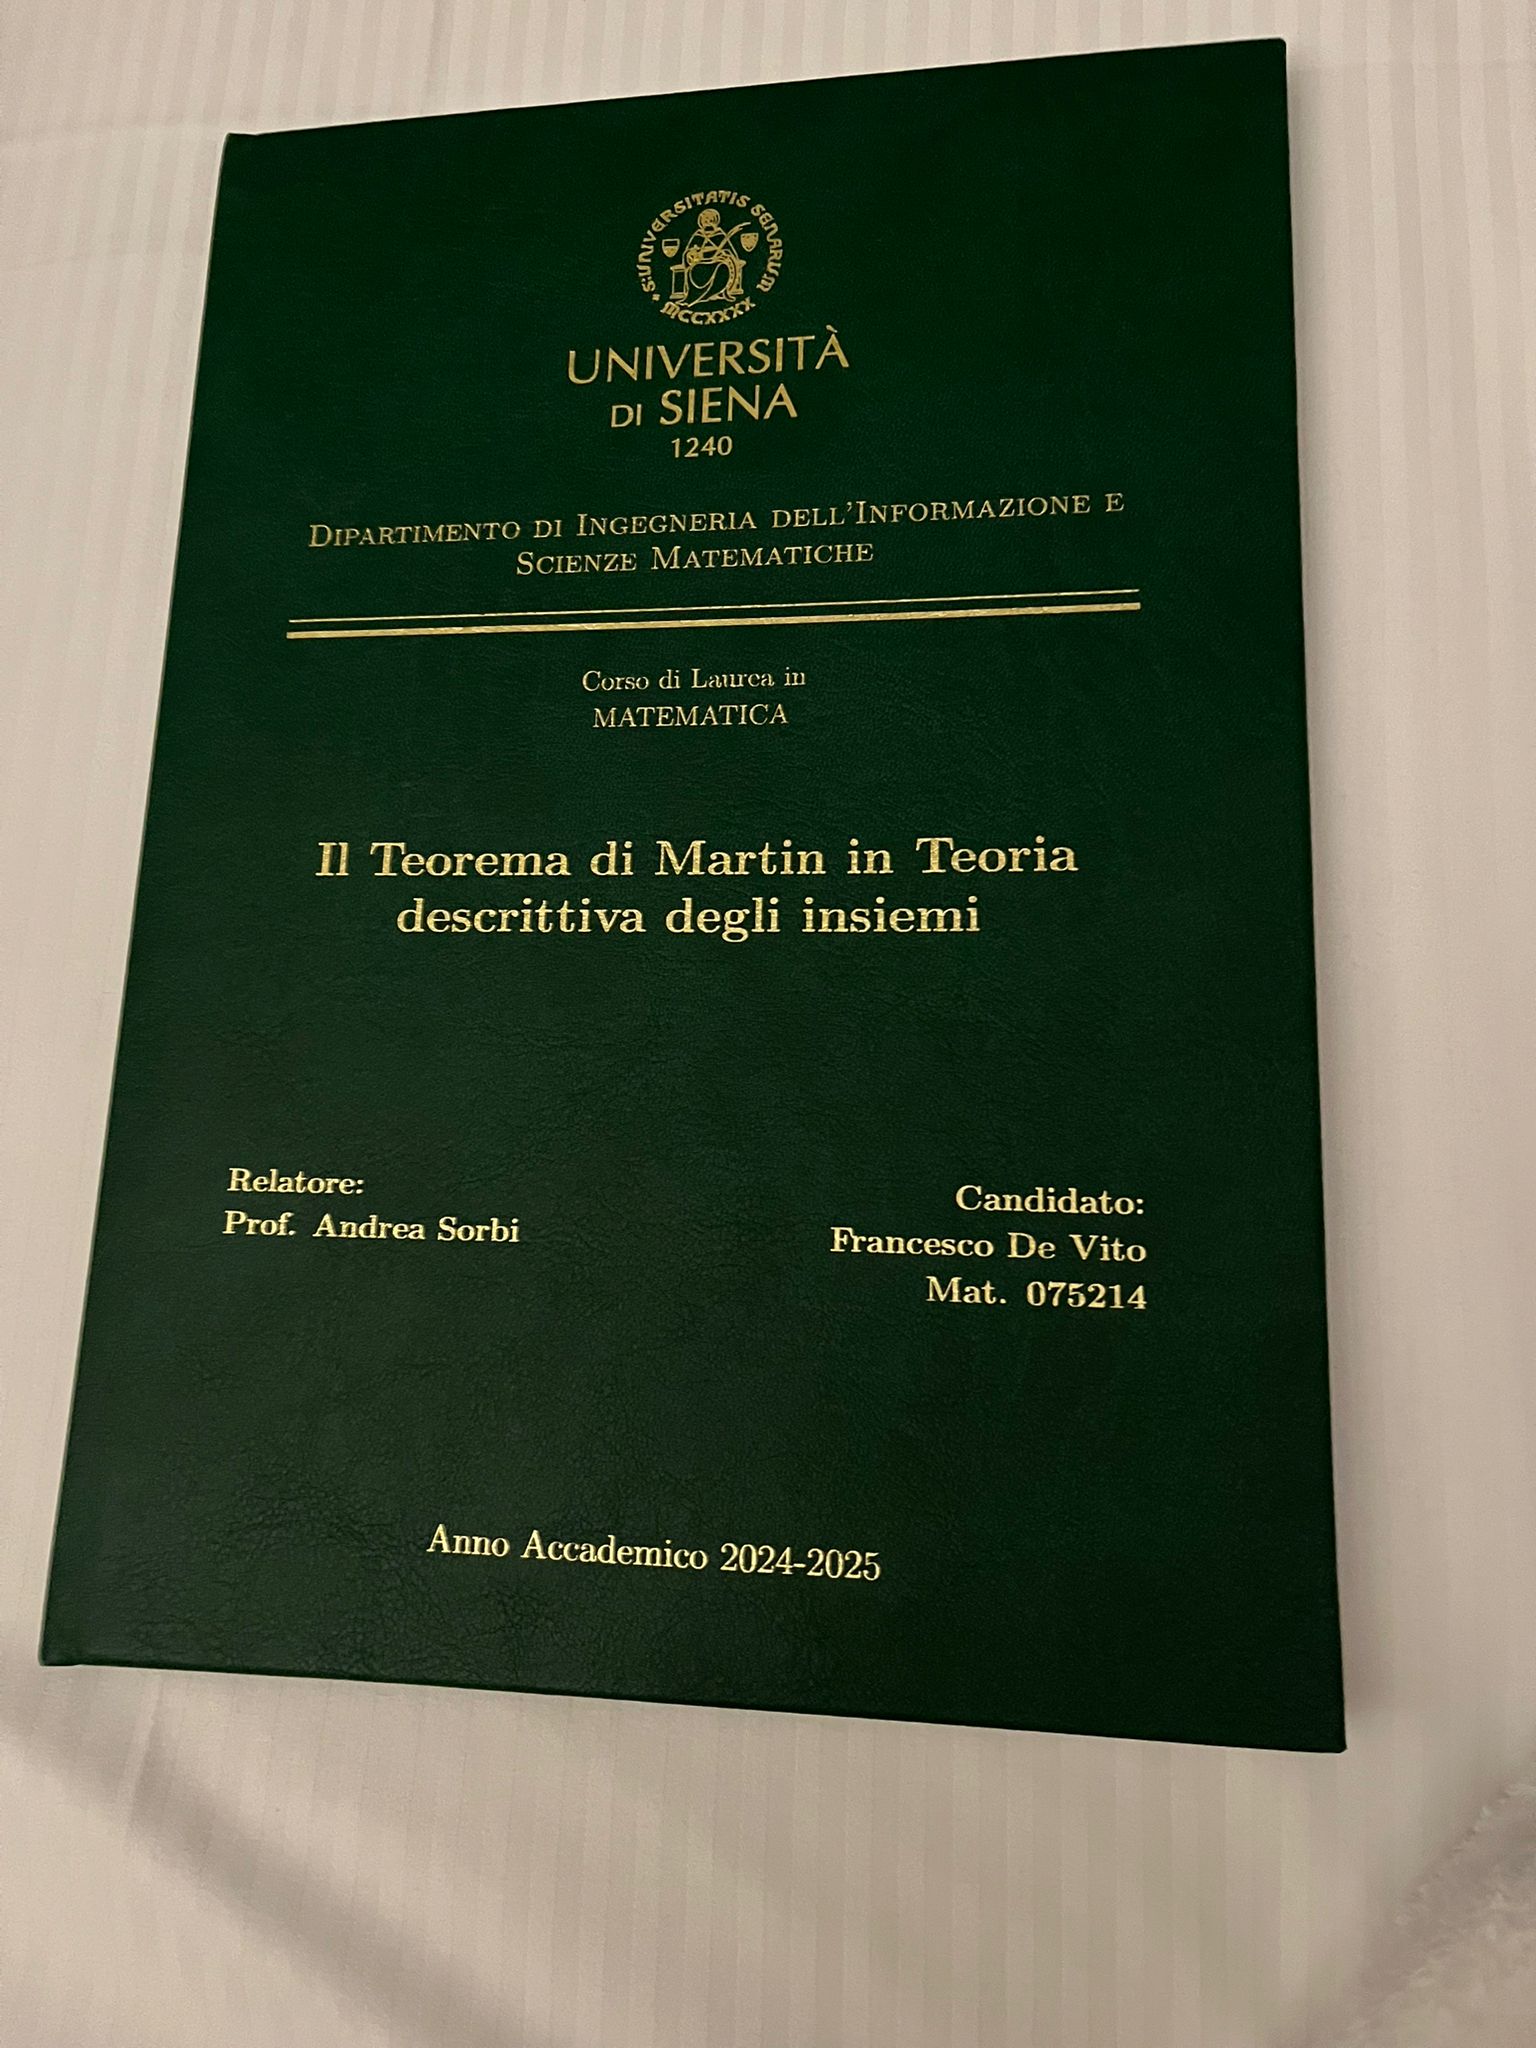 S:UNIVERSITATIS SENARUM
MCCXXXX
UNIVERSITÀ
DI SIENA
1240
DIPARTIMENTO DI INGEGNERIA DELL'INFORMAZIONE E
SCIENZE MATEMATICHE
Corso di Laurea in
MATEMATICA
Il Teorema di Martin in Teoria
descrittiva degli insiemi
Relatore:
Prof. Andrea Sorbi
Candidato:
Francesco De Vito
Mat. 075214
Anno Accademico 2024-2025